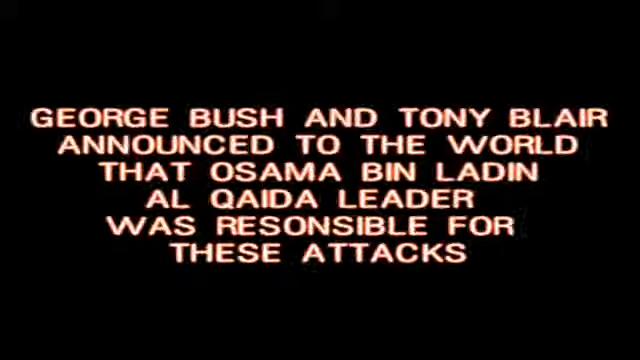 GEORGE BUSH AND TONY BLAIR
ANNOUNCED TO THE WORLD
THAT OSAMA BIN LADIN
AL QAIDA LEADER
WAS RESONSIBLE FOR
THESE ATTACKS